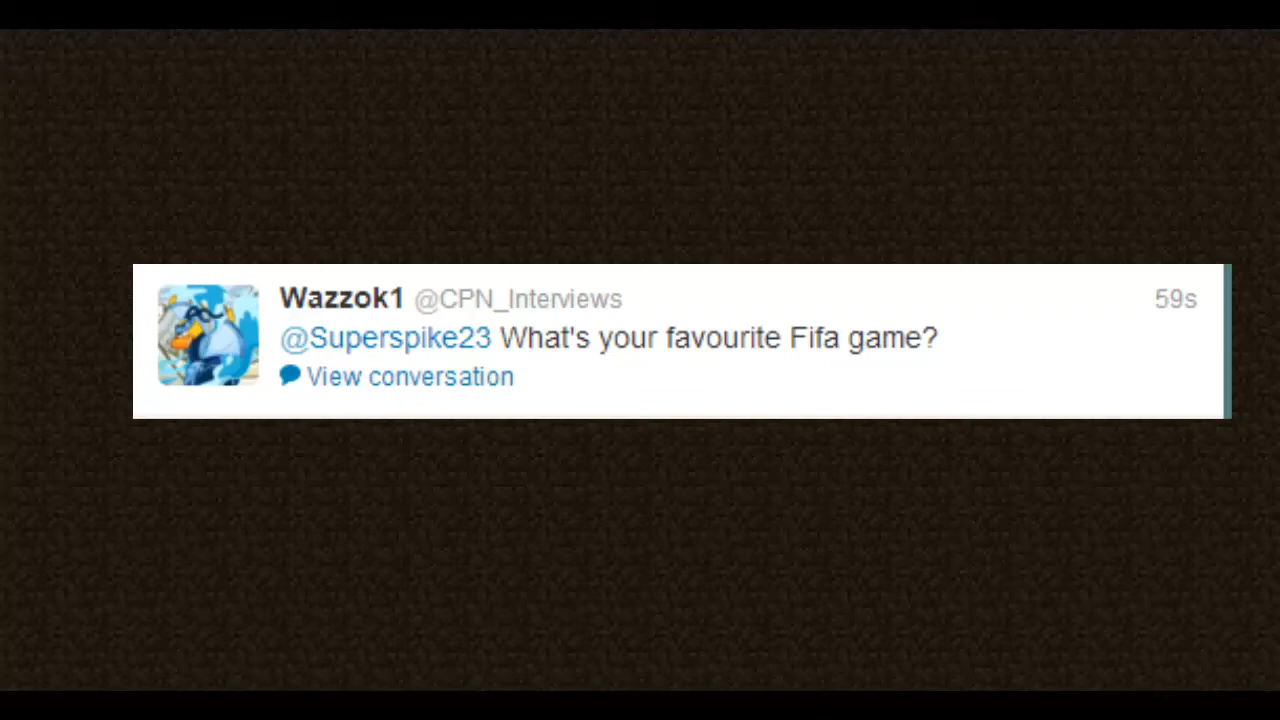 Wazzok1 @CPN_Interviews 59s
@Superspike23 What's your favourite Fifa game?
View conversation